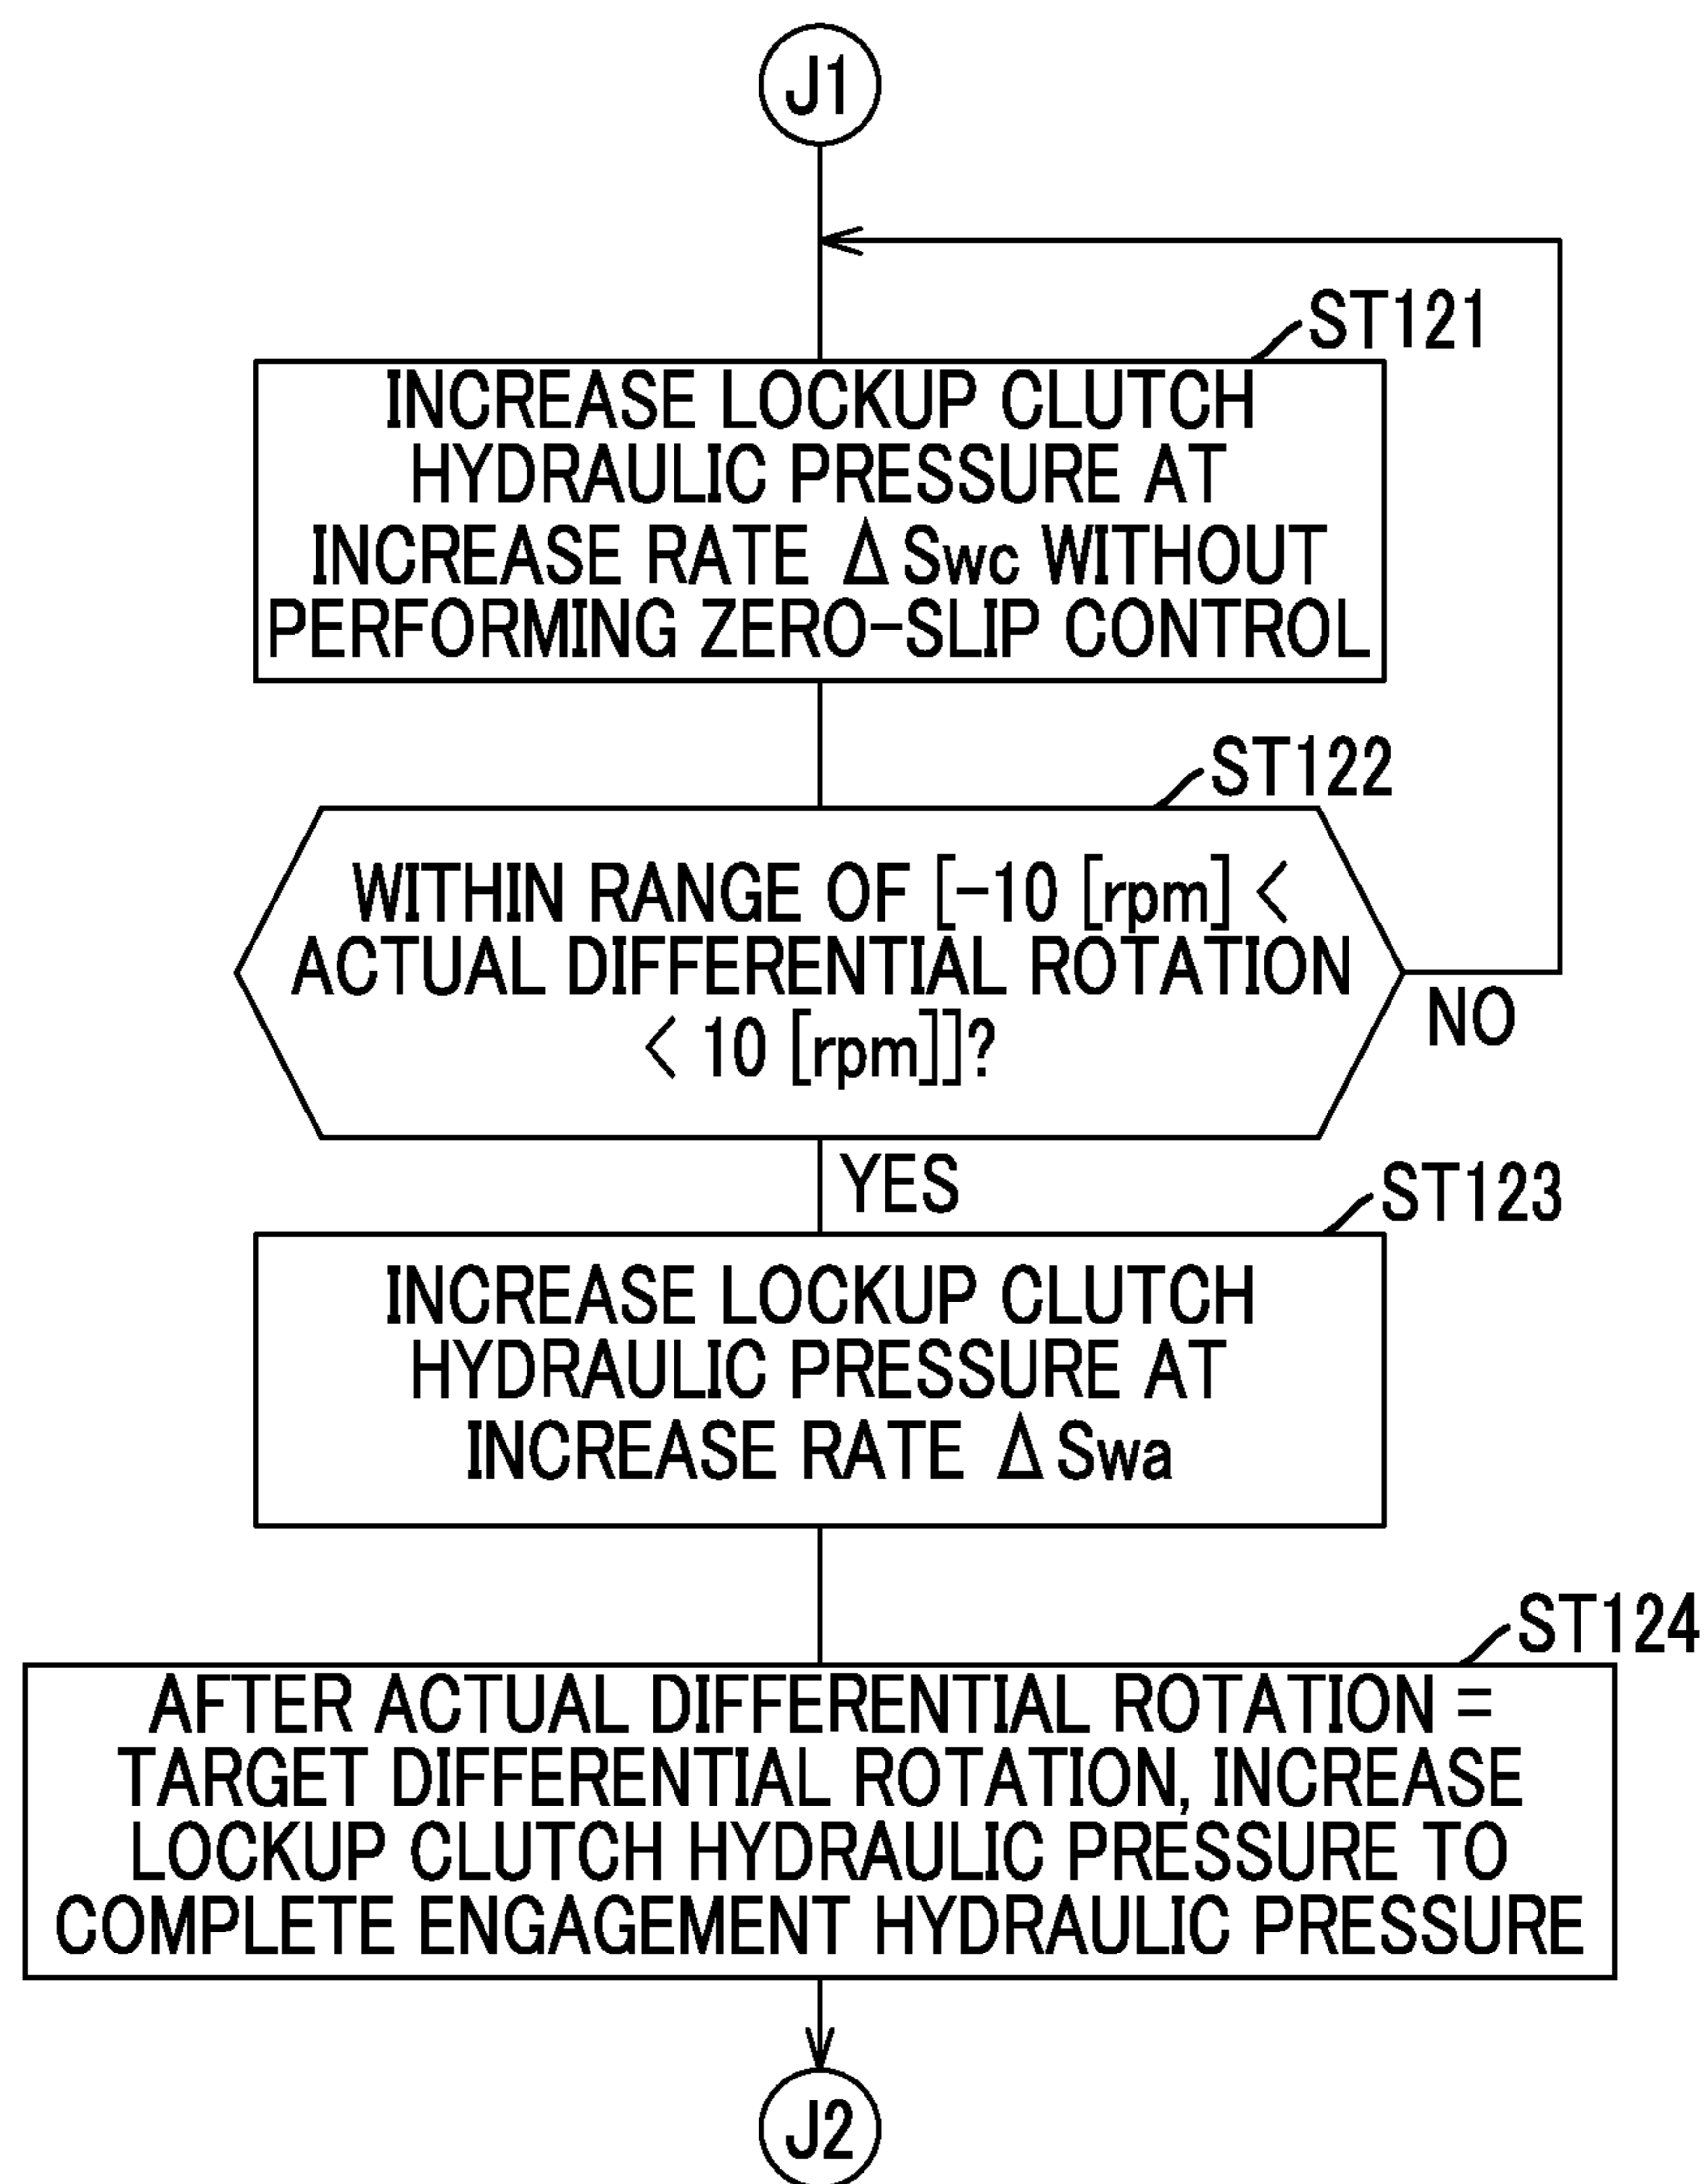 J1
ST121
INCREASE LOCKUP CLUTCH
HYDRAULIC PRESSURE AT
INCREASE RATE ΔSwc WITHOUT
PERFORMING ZERO-SLIP CONTROL
ST122
WITHIN RANGE OF [-10 [rpm] <
ACTUAL DIFFERENTIAL ROTATION
< 10 [rpm]]?
NO
YES
ST123
INCREASE LOCKUP CLUTCH
HYDRAULIC PRESSURE AT
INCREASE RATE ΔSwa
ST124
AFTER ACTUAL DIFFERENTIAL ROTATION =
TARGET DIFFERENTIAL ROTATION, INCREASE
LOCKUP CLUTCH HYDRAULIC PRESSURE TO
COMPLETE ENGAGEMENT HYDRAULIC PRESSURE
J2